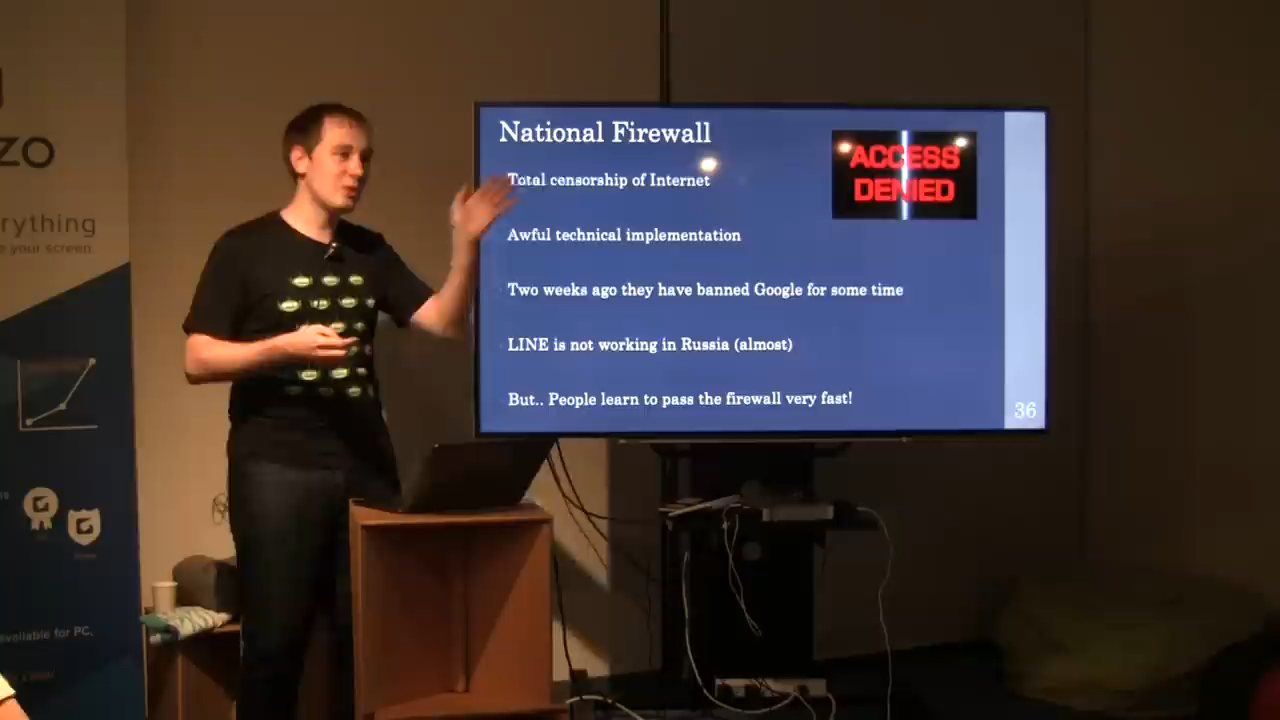 ZO
rything
e your screen.
available for PC,
National Firewall
ACCESS
DENIED
Total censorship of Internet
Awful technical implementation
Two weeks ago they have banned Google for some time
LINE is not working in Russia (almost)
But.. People learn to pass the firewall very fast!
36